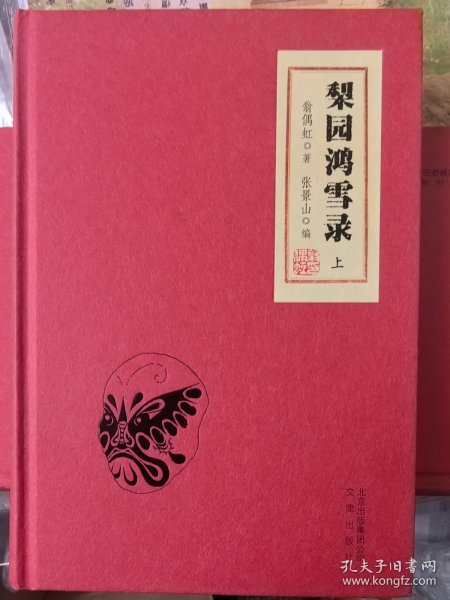 梨园鸿雪录
上
翁偶虹◎著
张景山◎编
北京出版集团公司
文津出版社
孔夫子旧书网
www.kongfz.com